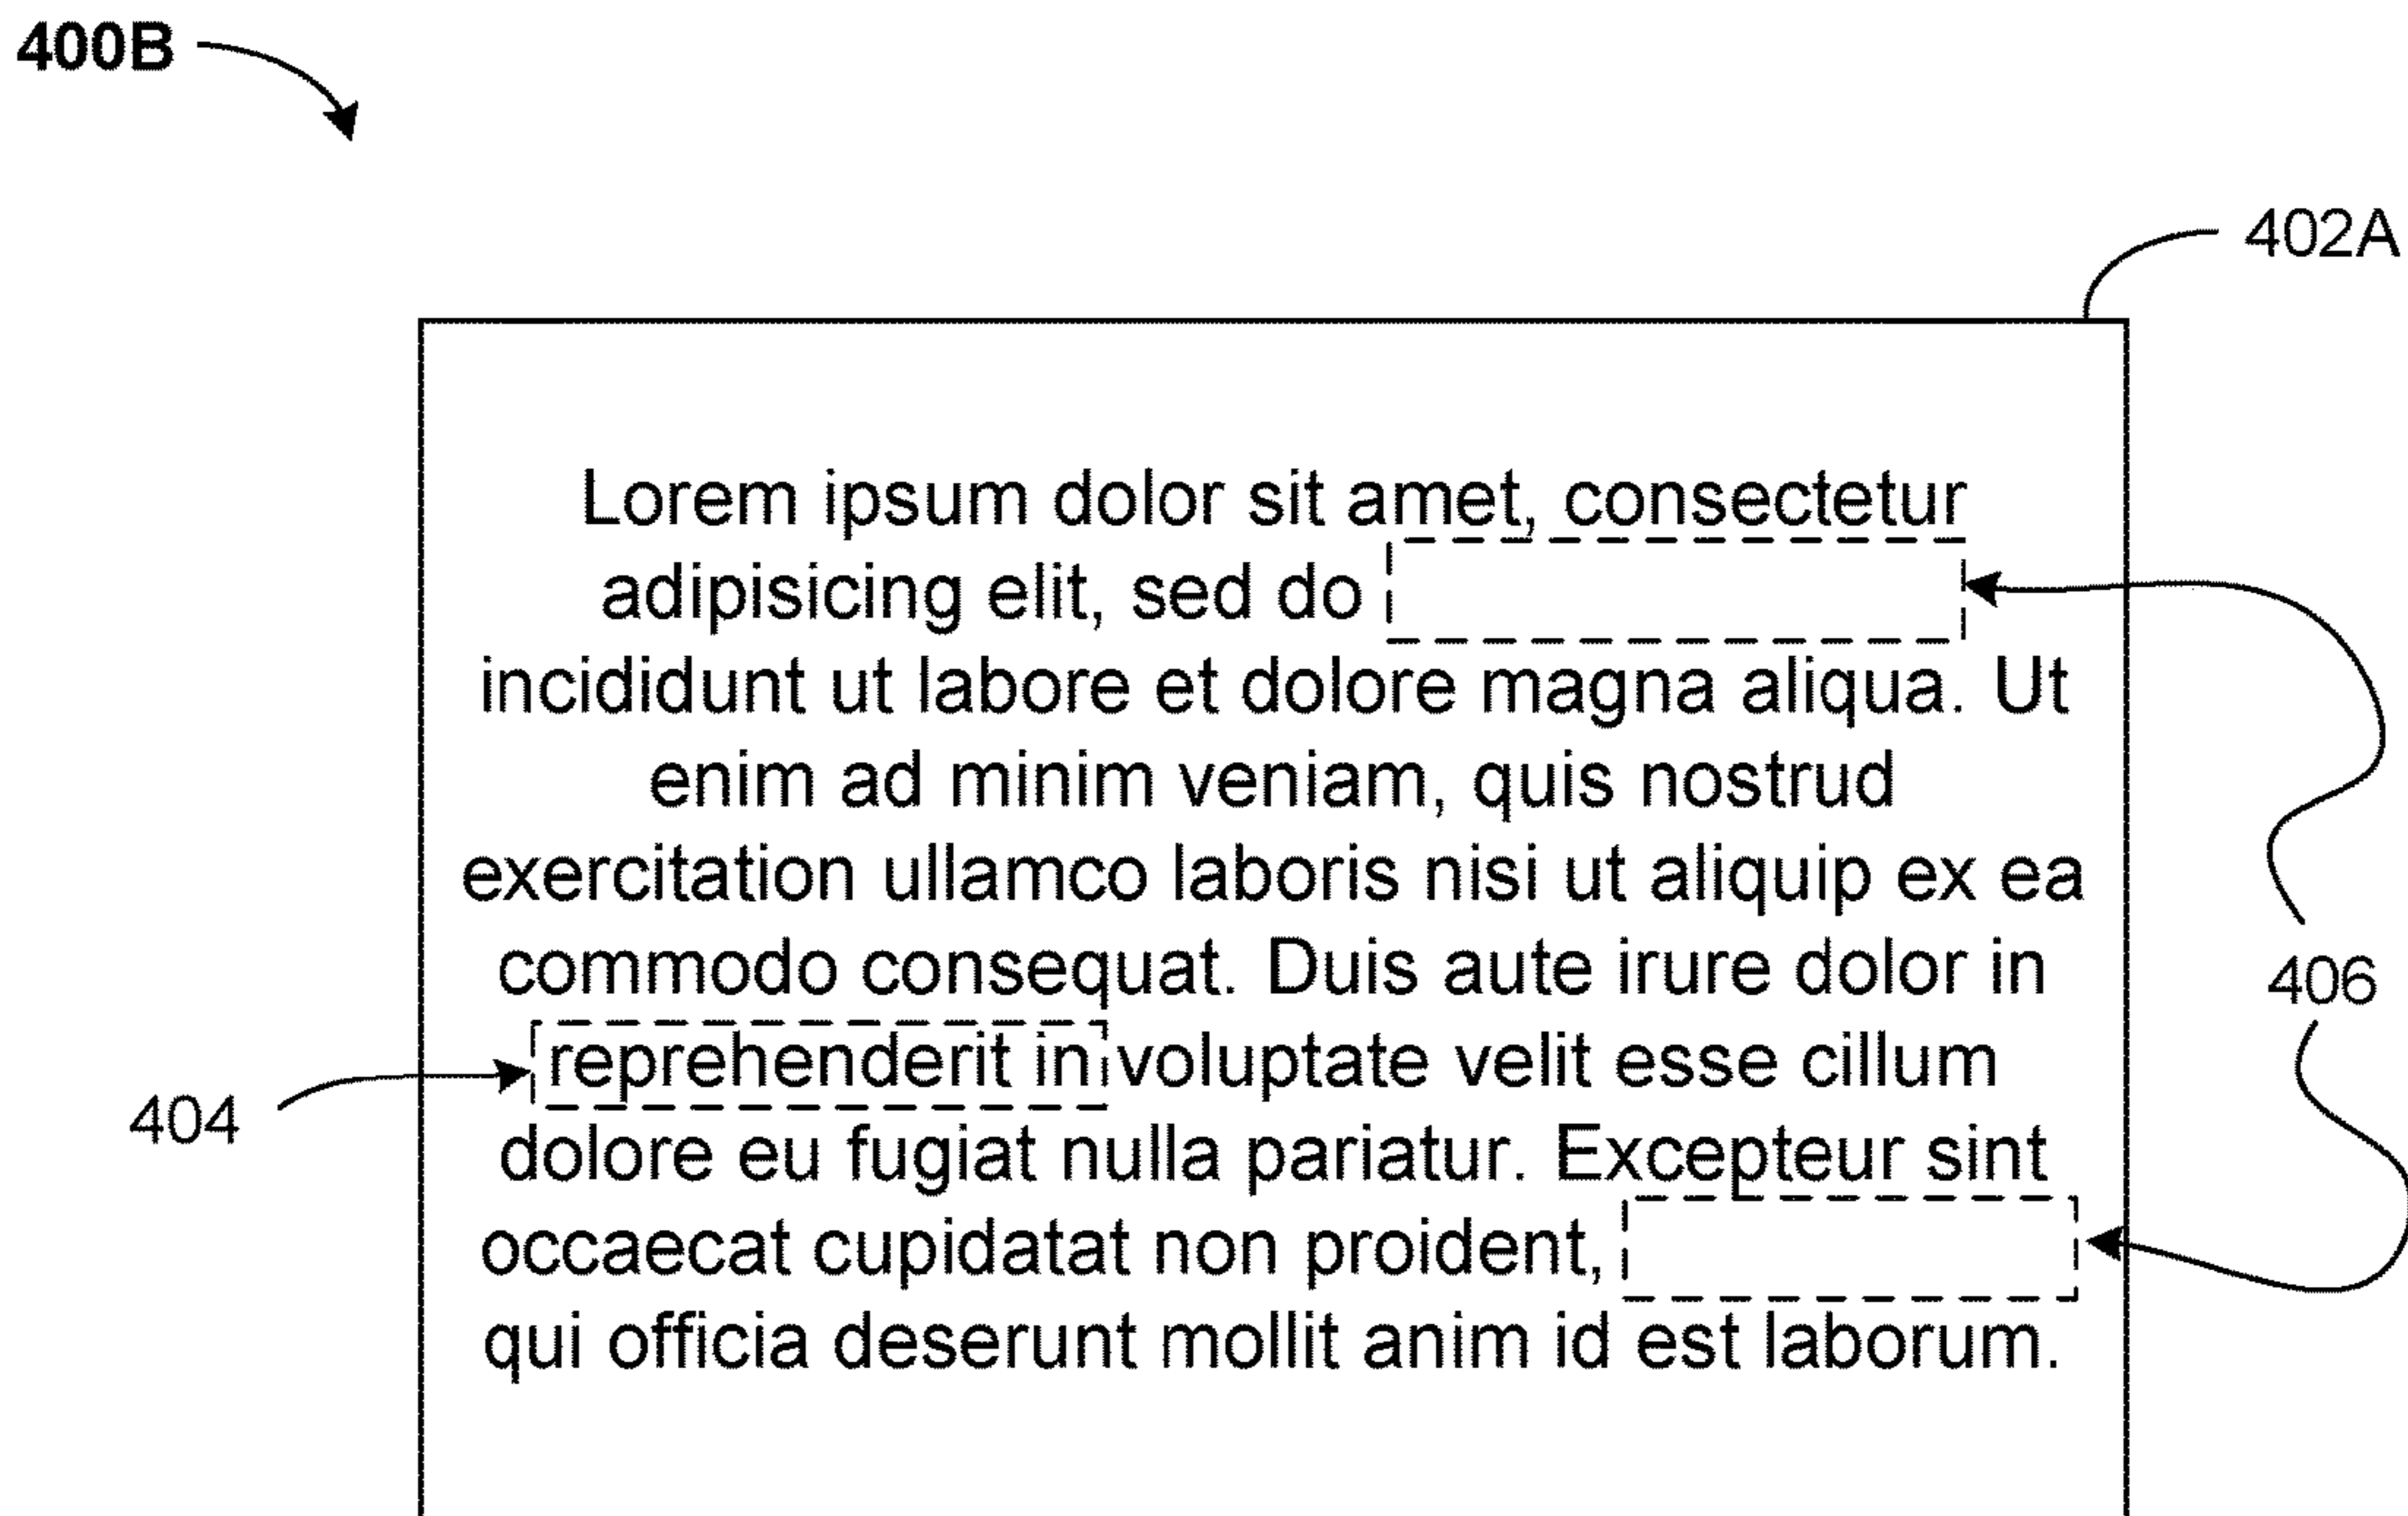 400B
402A
Lorem ipsum dolor sit amet, consectetur
adipisicing elit, sed do
incididunt ut labore et dolore magna aliqua. Ut
enim ad minim veniam, quis nostrud
exercitation ullamco laboris nisi ut aliquip ex ea
commodo consequat. Duis aute irure dolor in
406
reprehenderit in voluptate velit esse cillum
404
dolore eu fugiat nulla pariatur. Excepteur sint
occaecat cupidatat non proident,
qui officia deserunt mollit anim id est laborum.